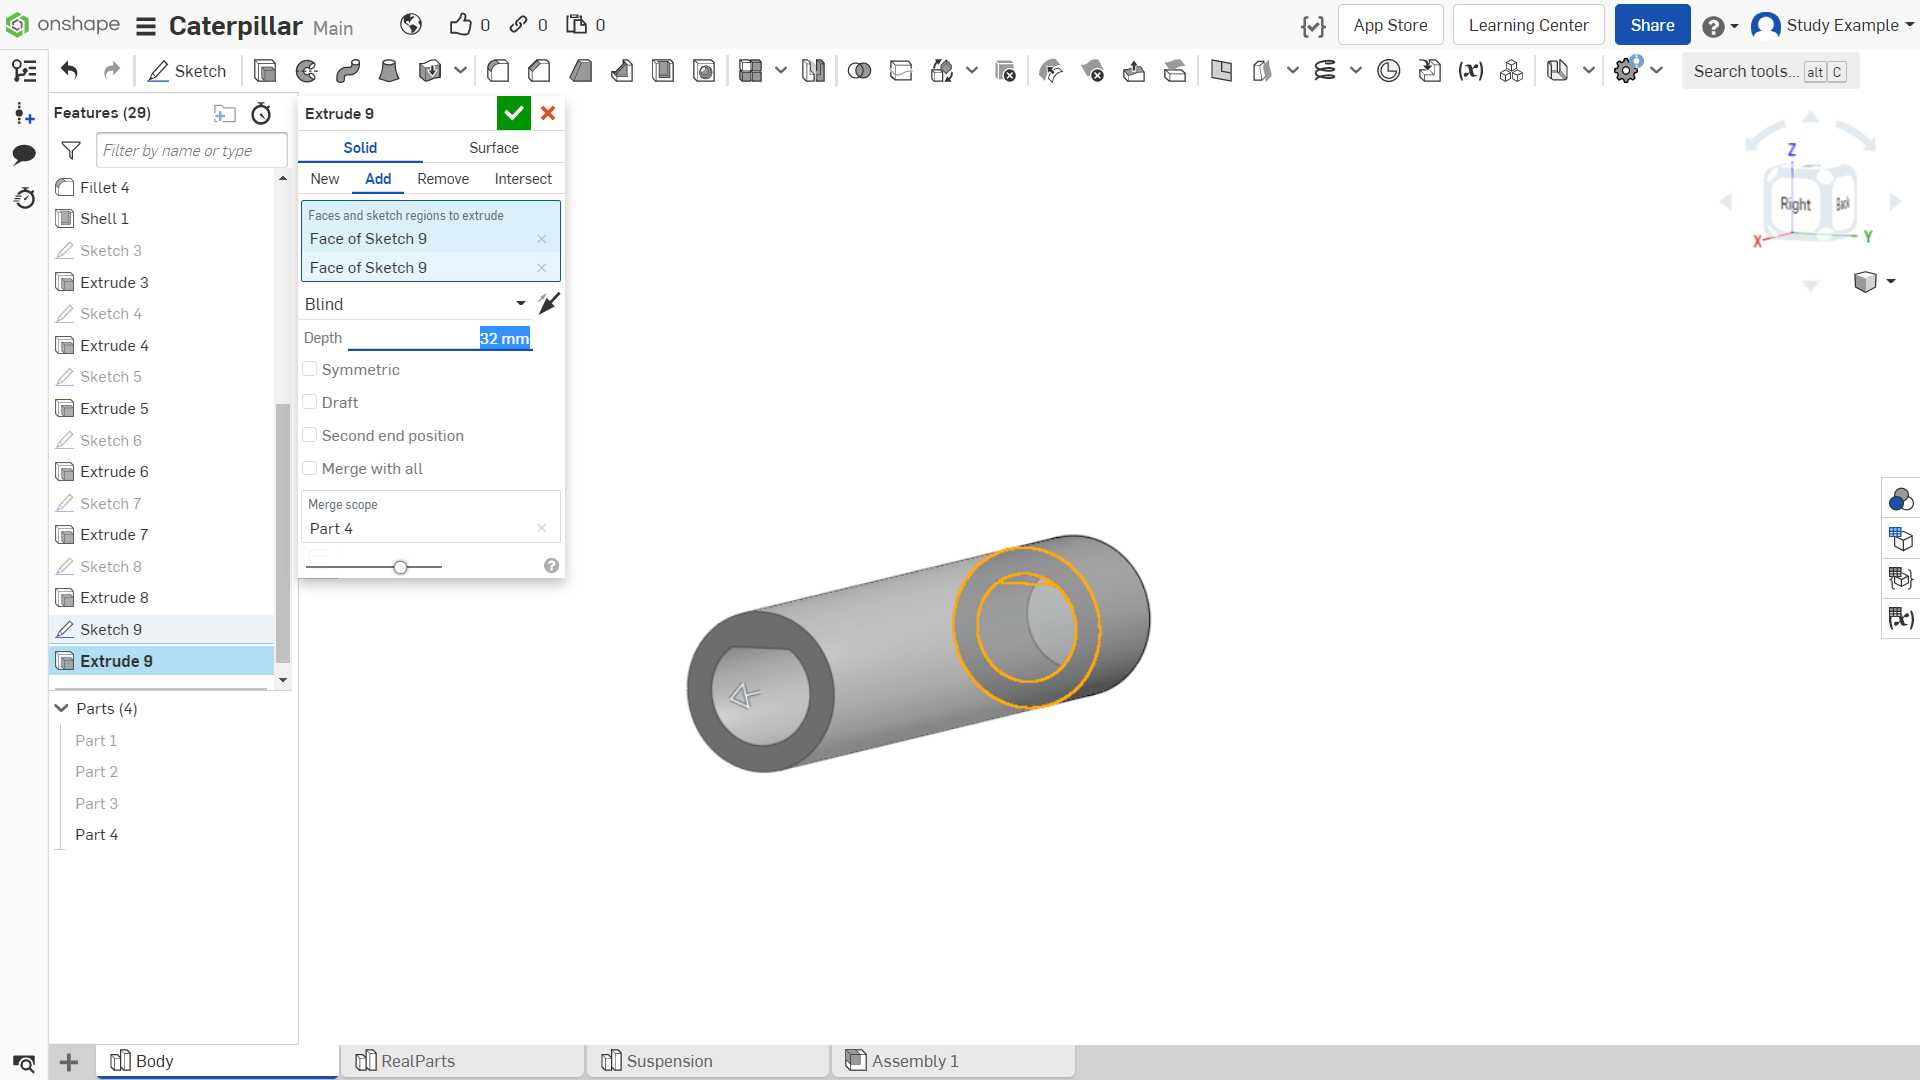 onshape Caterpillar Main 0 0 0 App Store Learning Center Share Study Example
Sketch Search tools... alt C
Features (29)
Filter by name or type
Fillet 4
Shell 1
Sketch 3
Extrude 3
Sketch 4
Extrude 4
Sketch 5
Extrude 5
Sketch 6
Extrude 6
Sketch 7
Extrude 7
Sketch 8
Extrude 8
Sketch 9
Extrude 9
Parts (4)
Part 1
Part 2
Part 3
Part 4
Extrude 9
Solid Surface
New Add Remove Intersect
Faces and sketch regions to extrude
Face of Sketch 9
Face of Sketch 9
Blind
Depth 32 mm
Symmetric
Draft
Second end position
Merge with all
Merge scope
Part 4
Z
Right Back
X Y
Body RealParts Suspension Assembly 1